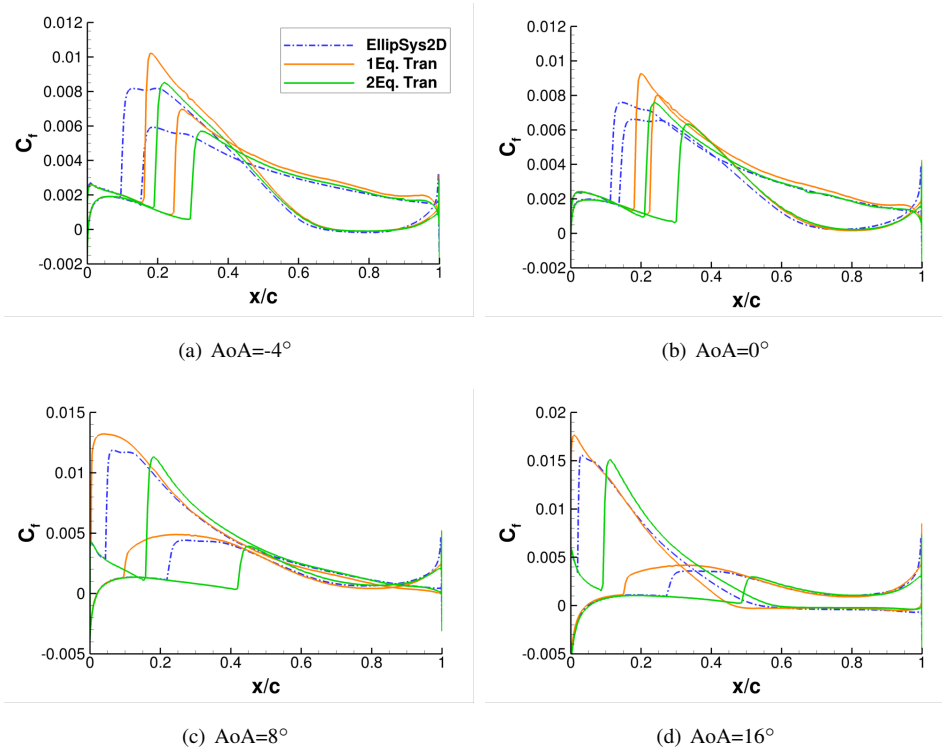 0.012
0.01
0.008
0.006
0.004
0.002
0
-0.002
C_f
0 0.2 0.4 0.6 0.8 1
x/c
EllipSys2D
1Eq. Tran
2Eq. Tran
(a) AoA=-4°
0.012
0.01
0.008
0.006
0.004
0.002
0
-0.002
C_f
0 0.2 0.4 0.6 0.8 1
x/c
(b) AoA=0°
0.015
0.01
0.005
0
-0.005
C_f
0 0.2 0.4 0.6 0.8 1
x/c
(c) AoA=8°
0.02
0.015
0.01
0.005
0
-0.005
C_f
0 0.2 0.4 0.6 0.8 1
x/c
(d) AoA=16°